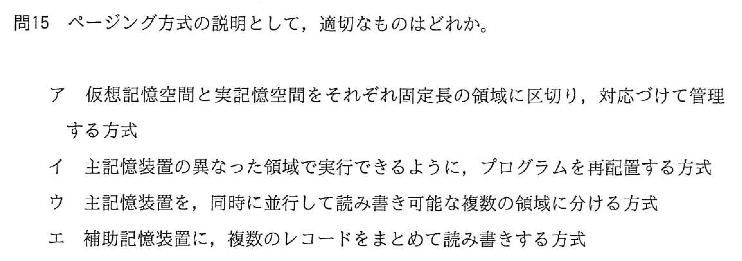 問15 ページング方式の説明として，適切なものはどれか。
ア 仮想記憶空間と実記憶空間をそれぞれ固定長の領域に区切り，対応づけて管理
する方式
イ 主記憶装置の異なった領域で実行できるように，プログラムを再配置する方式
ウ 主記憶装置を，同時に並行して読み書き可能な複数の領域に分ける方式
エ 補助記憶装置に，複数のレコードをまとめて読み書きする方式